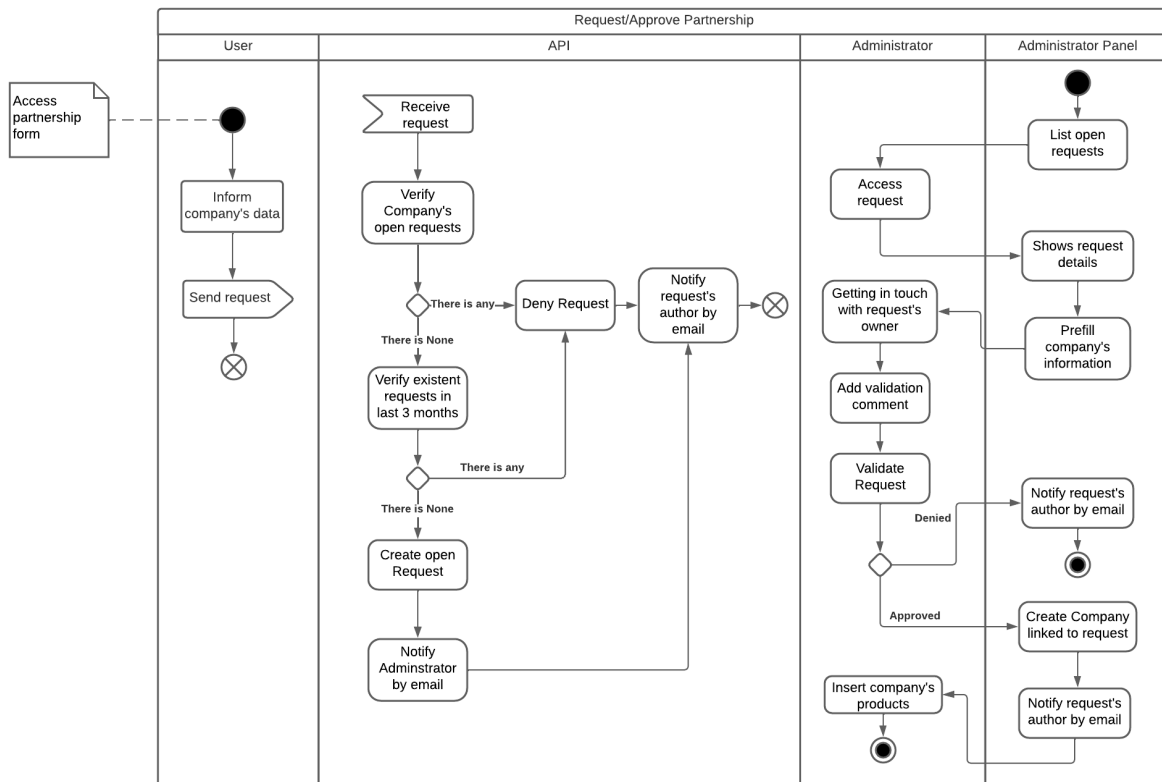 Request/Approve Partnership
User
API
Administrator
Administrator Panel
Access
partnership
form
Inform
company's data
Send request
Receive
request
Verify
Company's
open requests
There is any
Deny Request
Notify
request's
author by
email
There is None
Verify existent
requests in
last 3 months
There is any
There is None
Create open
Request
Notify
Adminstrator
by email
List open
requests
Access
request
Shows request
details
Prefill
company's
information
Getting in touch
with request's
owner
Add validation
comment
Validate
Request
Denied
Notify request's
author by email
Approved
Create Company
linked to request
Notify request's
author by email
Insert company's
products